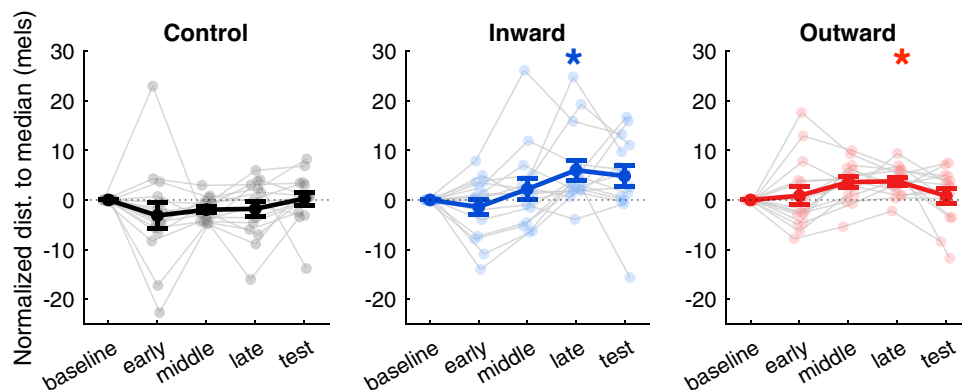 Control
Inward
Outward
Normalized dist. to median (mels)
30
20
10
0
-10
-20
baseline
early
middle
late
test
30
20
10
0
-10
-20
*
baseline
early
middle
late
test
30
20
10
0
-10
-20
*
baseline
early
middle
late
test